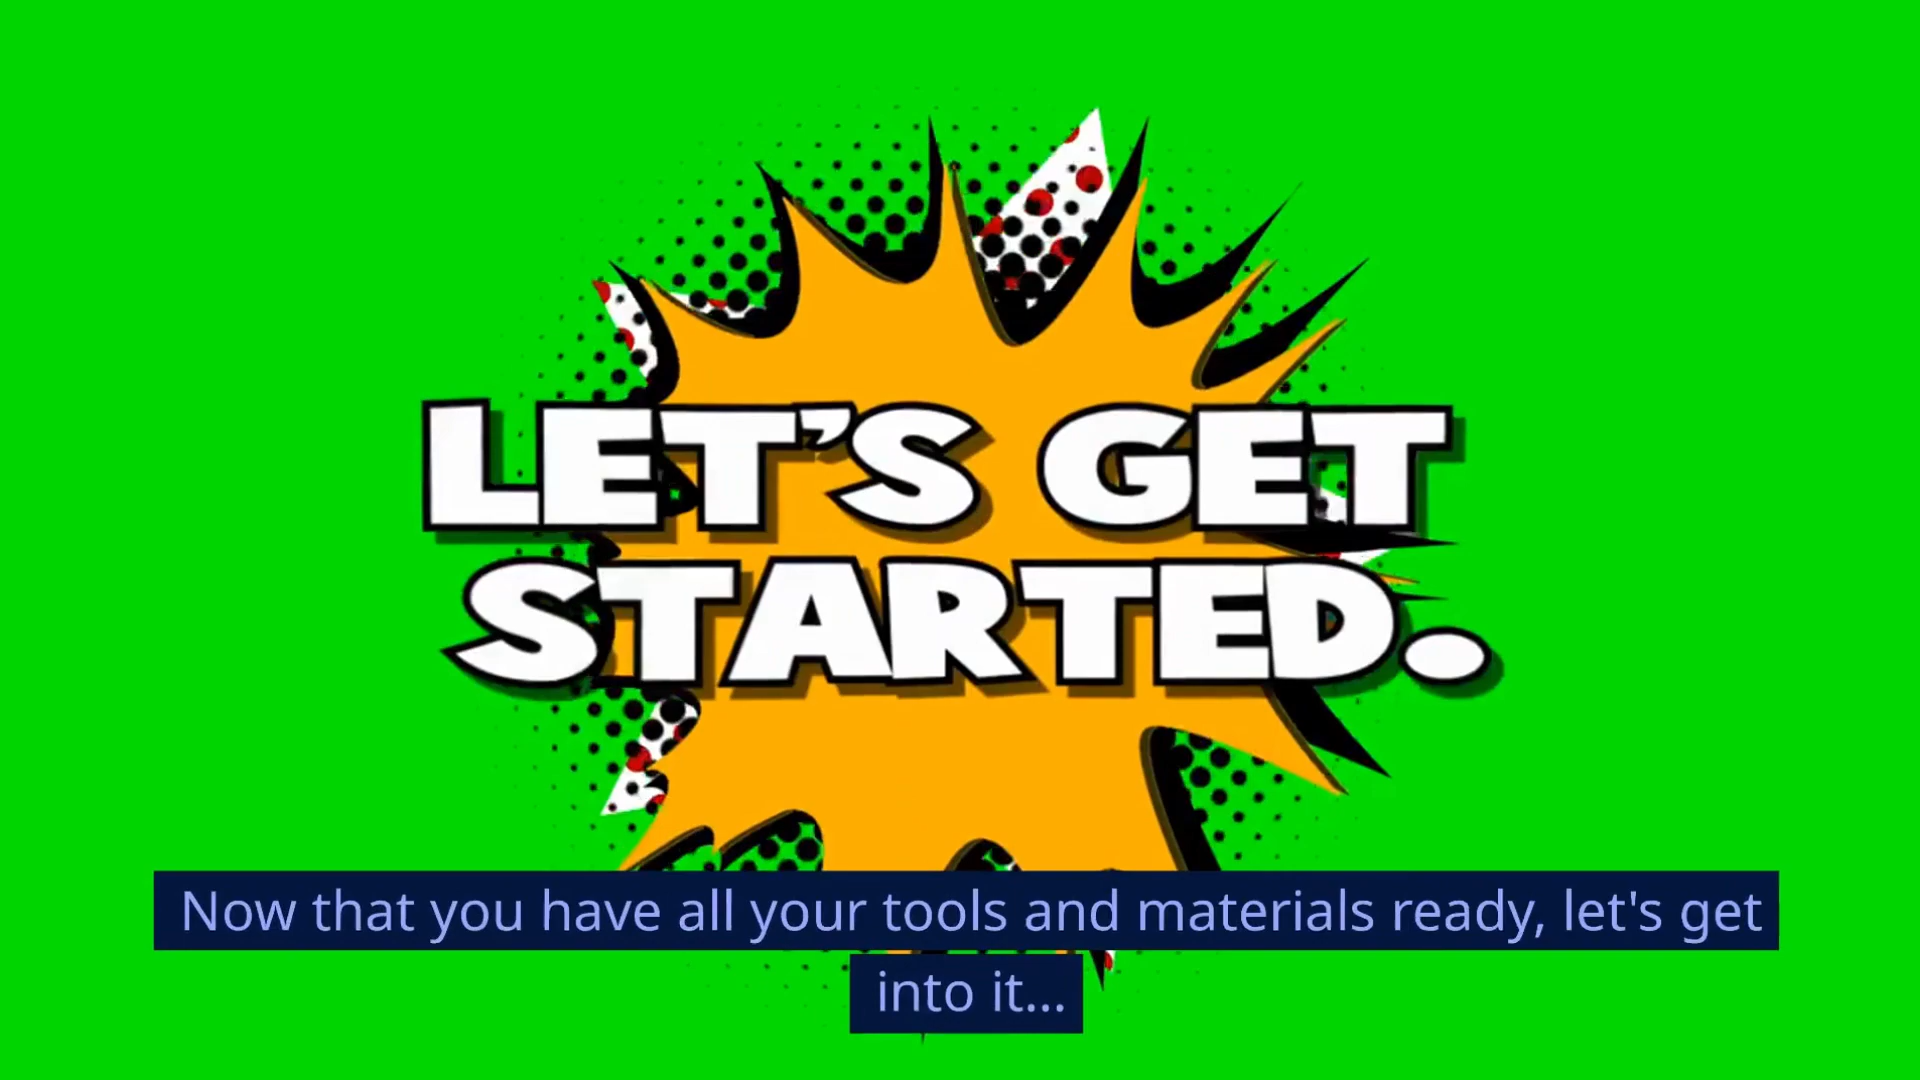 LET'S GET
STARTED.
Now that you have all your tools and materials ready, let's get
into it...